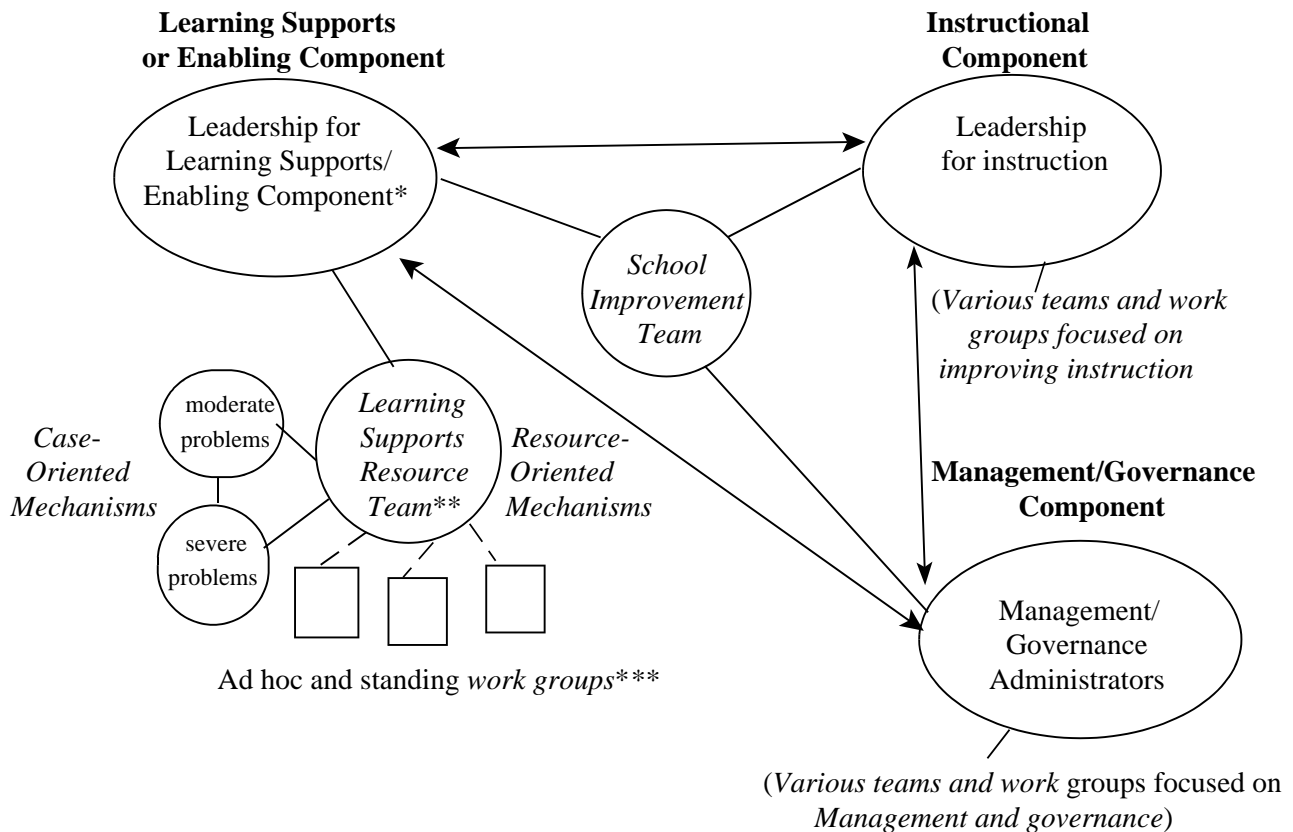 Learning Supports
or Enabling Component
Leadership for
Learning Supports/
Enabling Component*
Instructional
Component
Leadership
for instruction
School
Improvement
Team
(Various teams and work
groups focused on
improving instruction
Case-
Oriented
Mechanisms
moderate
problems
severe
problems
Learning
Supports
Resource
Team**
Resource-
Oriented
Mechanisms
Ad hoc and standing work groups***
Management/Governance
Component
Management/
Governance
Administrators
(Various teams and work groups focused on
Management and governance)